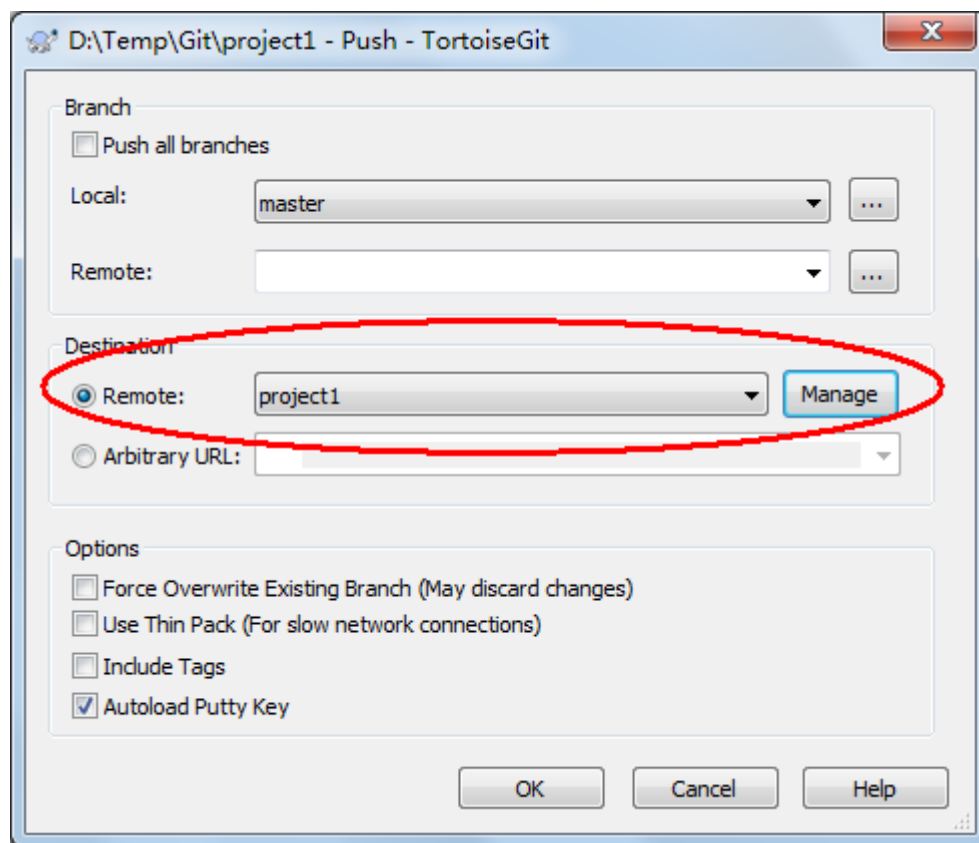 D:\Temp\Git\project1 - Push - TortoiseGit
Branch
Push all branches
Local: master ...
Remote: ...
Destination
Remote: project1 Manage
Arbitrary URL:
Options
Force Overwrite Existing Branch (May discard changes)
Use Thin Pack (For slow network connections)
Include Tags
Autoload Putty Key
OK Cancel Help